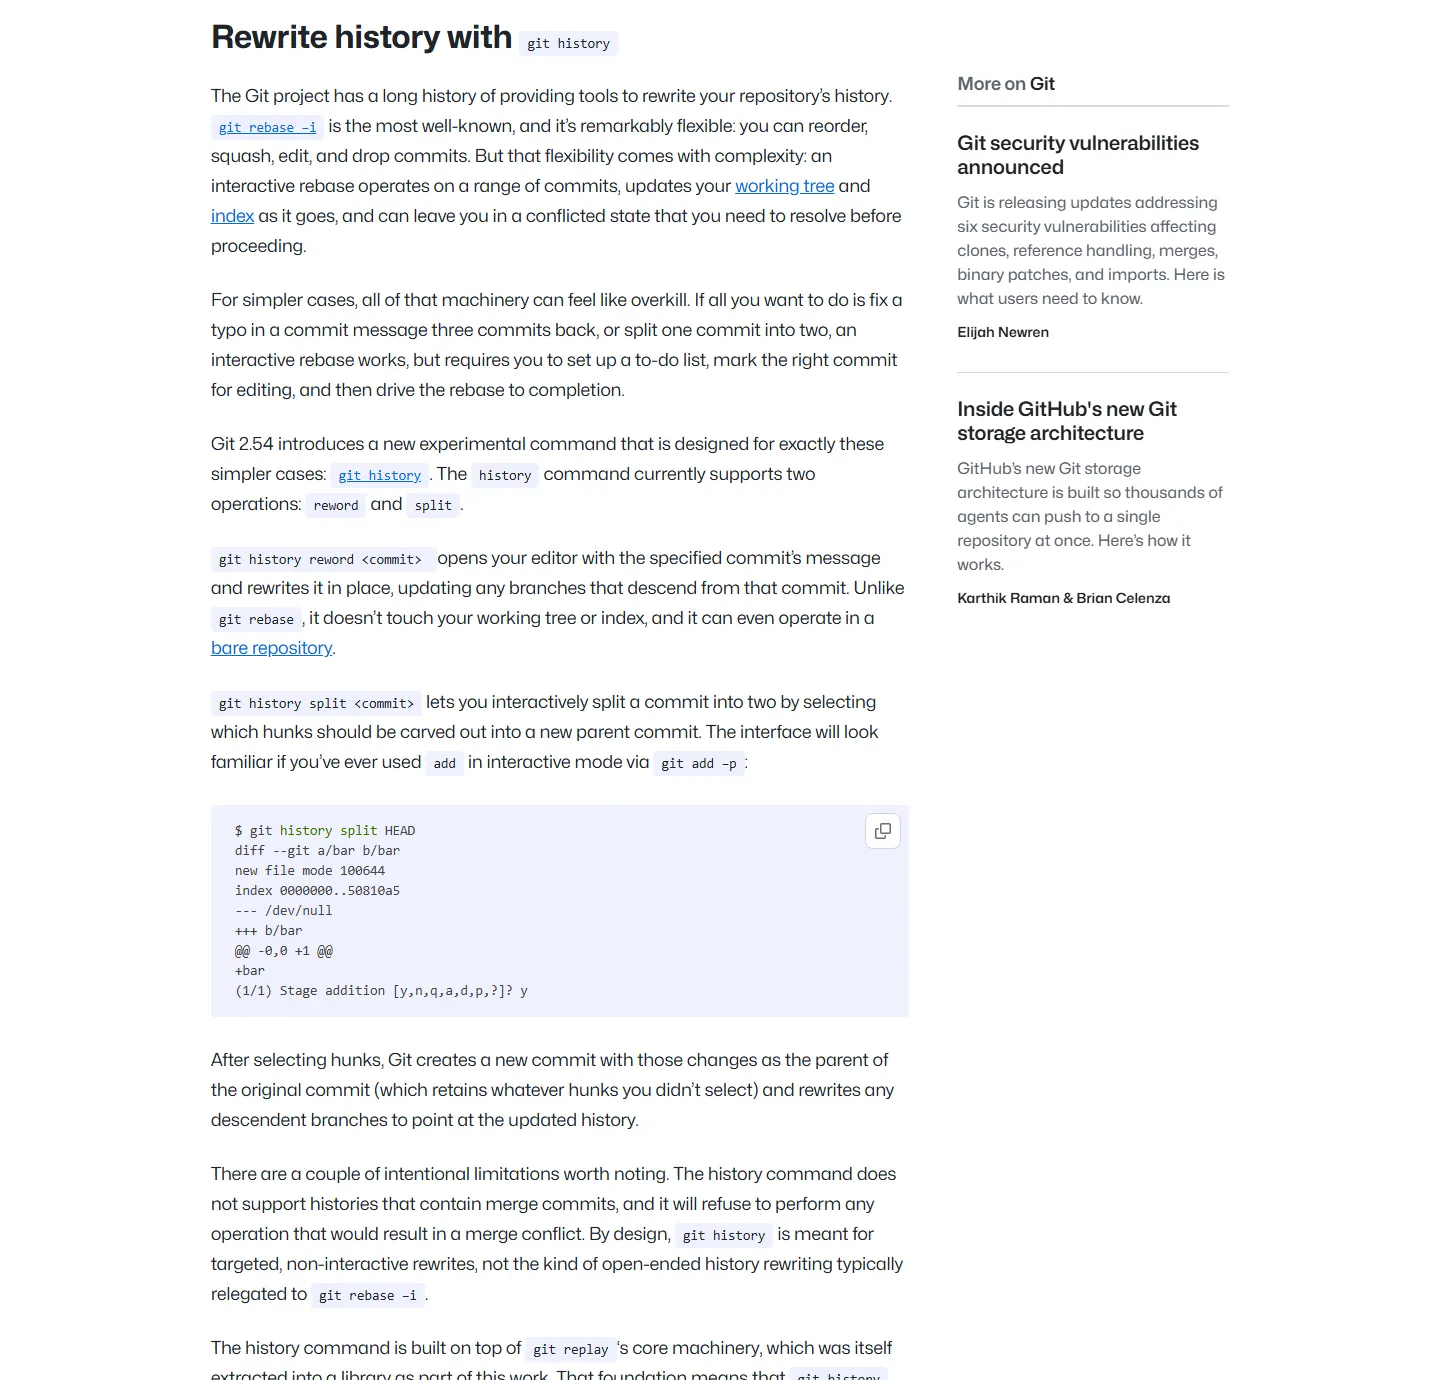 Rewrite history with git history
The Git project has a long history of providing tools to rewrite your repository’s history.
git rebase –i is the most well-known, and it’s remarkably flexible: you can reorder,
squash, edit, and drop commits. But that flexibility comes with complexity: an
interactive rebase operates on a range of commits, updates your working tree and
index as it goes, and can leave you in a conflicted state that you need to resolve before
proceeding.
For simpler cases, all of that machinery can feel like overkill. If all you want to do is fix a
typo in a commit message three commits back, or split one commit into two, an
interactive rebase works, but requires you to set up a to-do list, mark the right commit
for editing, and then drive the rebase to completion.
Git 2.54 introduces a new experimental command that is designed for exactly these
simpler cases: git history. The history command currently supports two
operations: reword and split.
git history reword <commit> opens your editor with the specified commit’s message
and rewrites it in place, updating any branches that descend from that commit. Unlike
git rebase, it doesn’t touch your working tree or index, and it can even operate in a
bare repository.
git history split <commit> lets you interactively split a commit into two by selecting
which hunks should be carved out into a new parent commit. The interface will look
familiar if you’ve ever used add in interactive mode via git add –p:
$ git history split HEAD
diff --git a/bar b/bar
new file mode 100644
index 0000000..50810a5
--- /dev/null
+++ b/bar
@@ -0,0 +1 @@
+bar
(1/1) Stage addition [y,n,q,a,d,p,?]? y
After selecting hunks, Git creates a new commit with those changes as the parent of
the original commit (which retains whatever hunks you didn’t select) and rewrites any
descendent branches to point at the updated history.
There are a couple of intentional limitations worth noting. The history command does
not support histories that contain merge commits, and it will refuse to perform any
operation that would result in a merge conflict. By design, git history is meant for
targeted, non-interactive rewrites, not the kind of open-ended history rewriting typically
relegated to git rebase –i.
The history command is built on top of git replay‘s core machinery, which was itself
extracted into a library as part of this work. That foundation means that git history
More on Git
Git security vulnerabilities
announced
Git is releasing updates addressing
six security vulnerabilities affecting
clones, reference handling, merges,
binary patches, and imports. Here is
what users need to know.
Elijah Newren
Inside GitHub's new Git
storage architecture
GitHub’s new Git storage
architecture is built so thousands of
agents can push to a single
repository at once. Here’s how it
works.
Karthik Raman & Brian Celenza